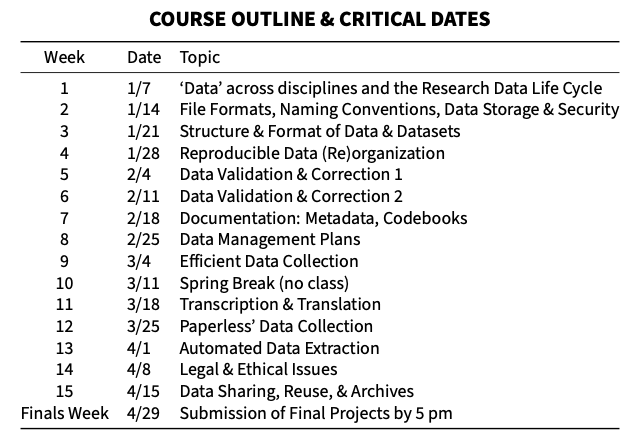 COURSE OUTLINE & CRITICAL DATES
Week Date Topic
1 1/7 ‘Data’ across disciplines and the Research Data Life Cycle
2 1/14 File Formats, Naming Conventions, Data Storage & Security
3 1/21 Structure & Format of Data & Datasets
4 1/28 Reproducible Data (Re)organization
5 2/4 Data Validation & Correction 1
6 2/11 Data Validation & Correction 2
7 2/18 Documentation: Metadata, Codebooks
8 2/25 Data Management Plans
9 3/4 Efficient Data Collection
10 3/11 Spring Break (no class)
11 3/18 Transcription & Translation
12 3/25 Paperless’ Data Collection
13 4/1 Automated Data Extraction
14 4/8 Legal & Ethical Issues
15 4/15 Data Sharing, Reuse, & Archives
Finals Week 4/29 Submission of Final Projects by 5 pm